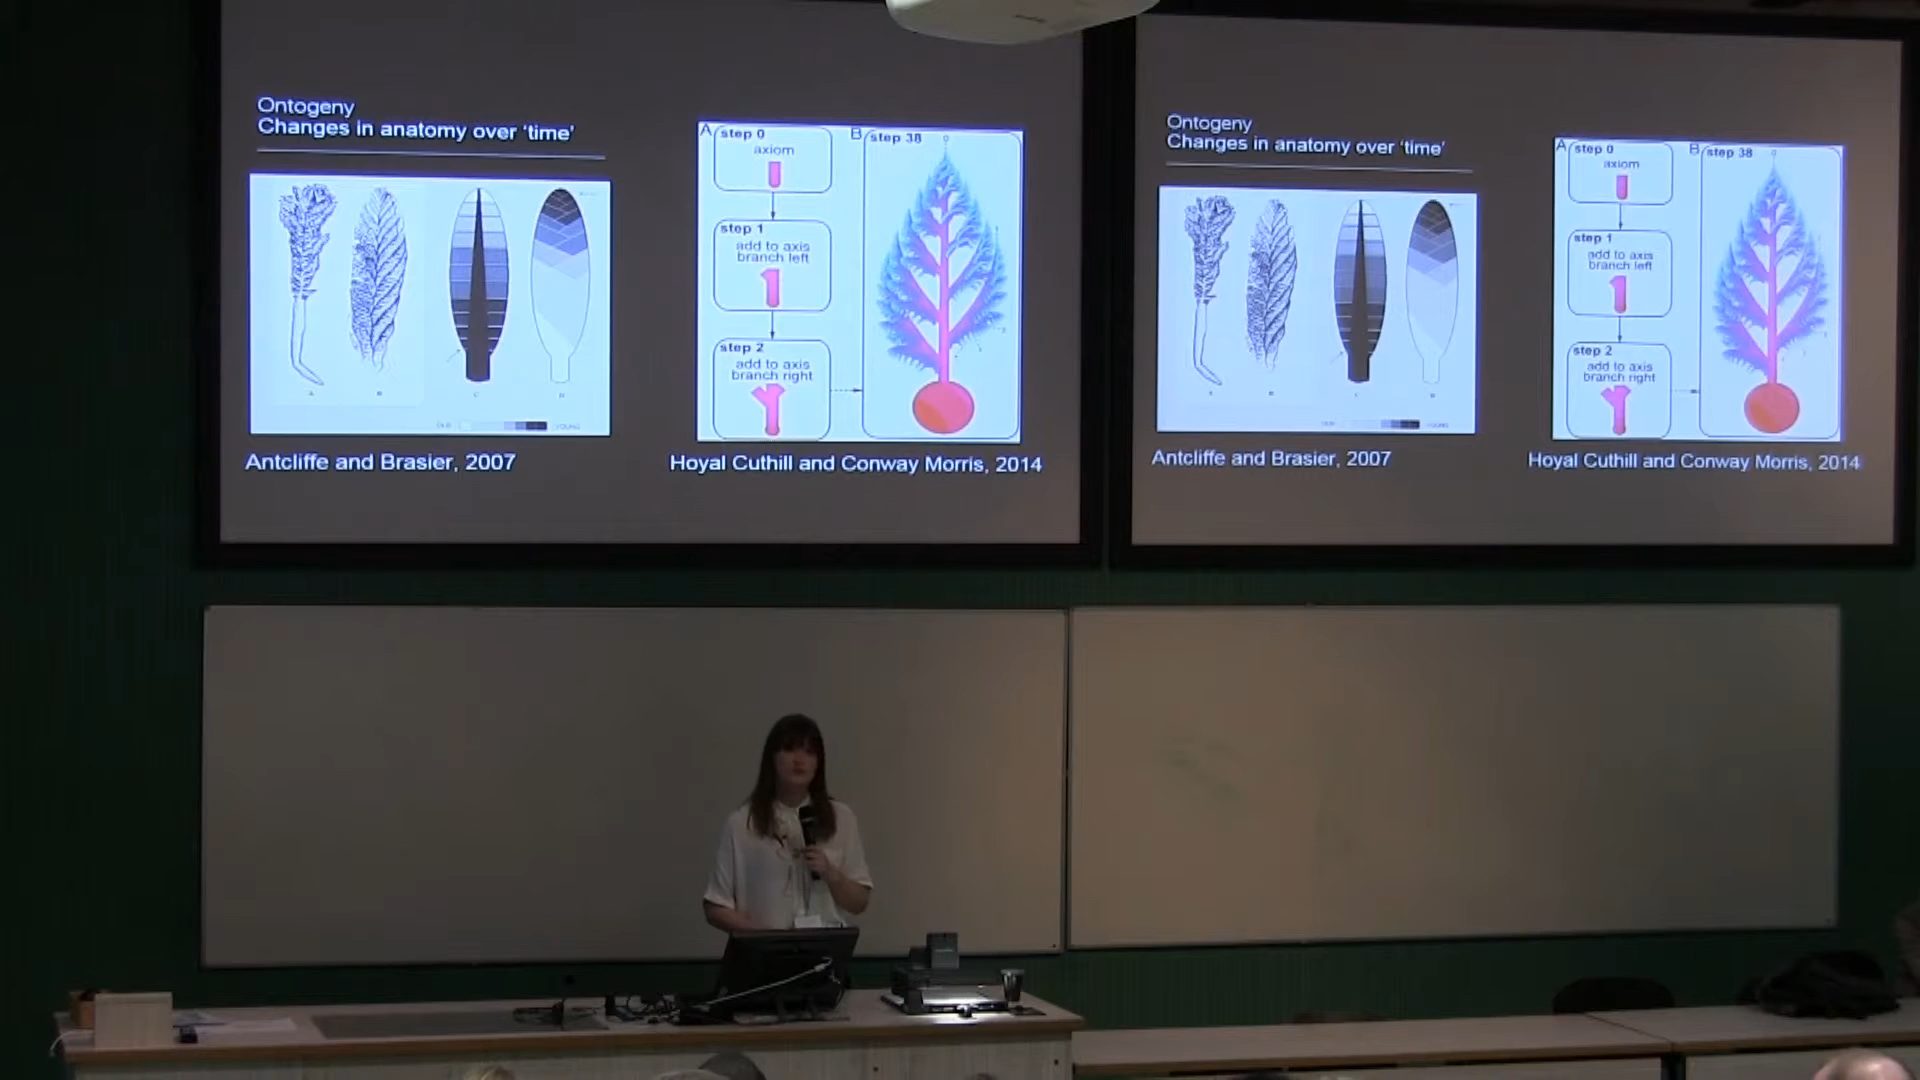 Ontogeny
Changes in anatomy over 'time'
A
B
C
D
OLD
YOUNG
Antcliffe and Brasier, 2007
A
step 0
axiom
step 1
add to axis
branch left
step 2
add to axis
branch right
B
step 38
Hoyal Cuthill and Conway Morris, 2014
Ontogeny
Changes in anatomy over 'time'
Antcliffe and Brasier, 2007
A
step 0
axiom
step 1
add to axis
branch left
step 2
add to axis
branch right
B
step 38
Hoyal Cuthill and Conway Morris, 2014